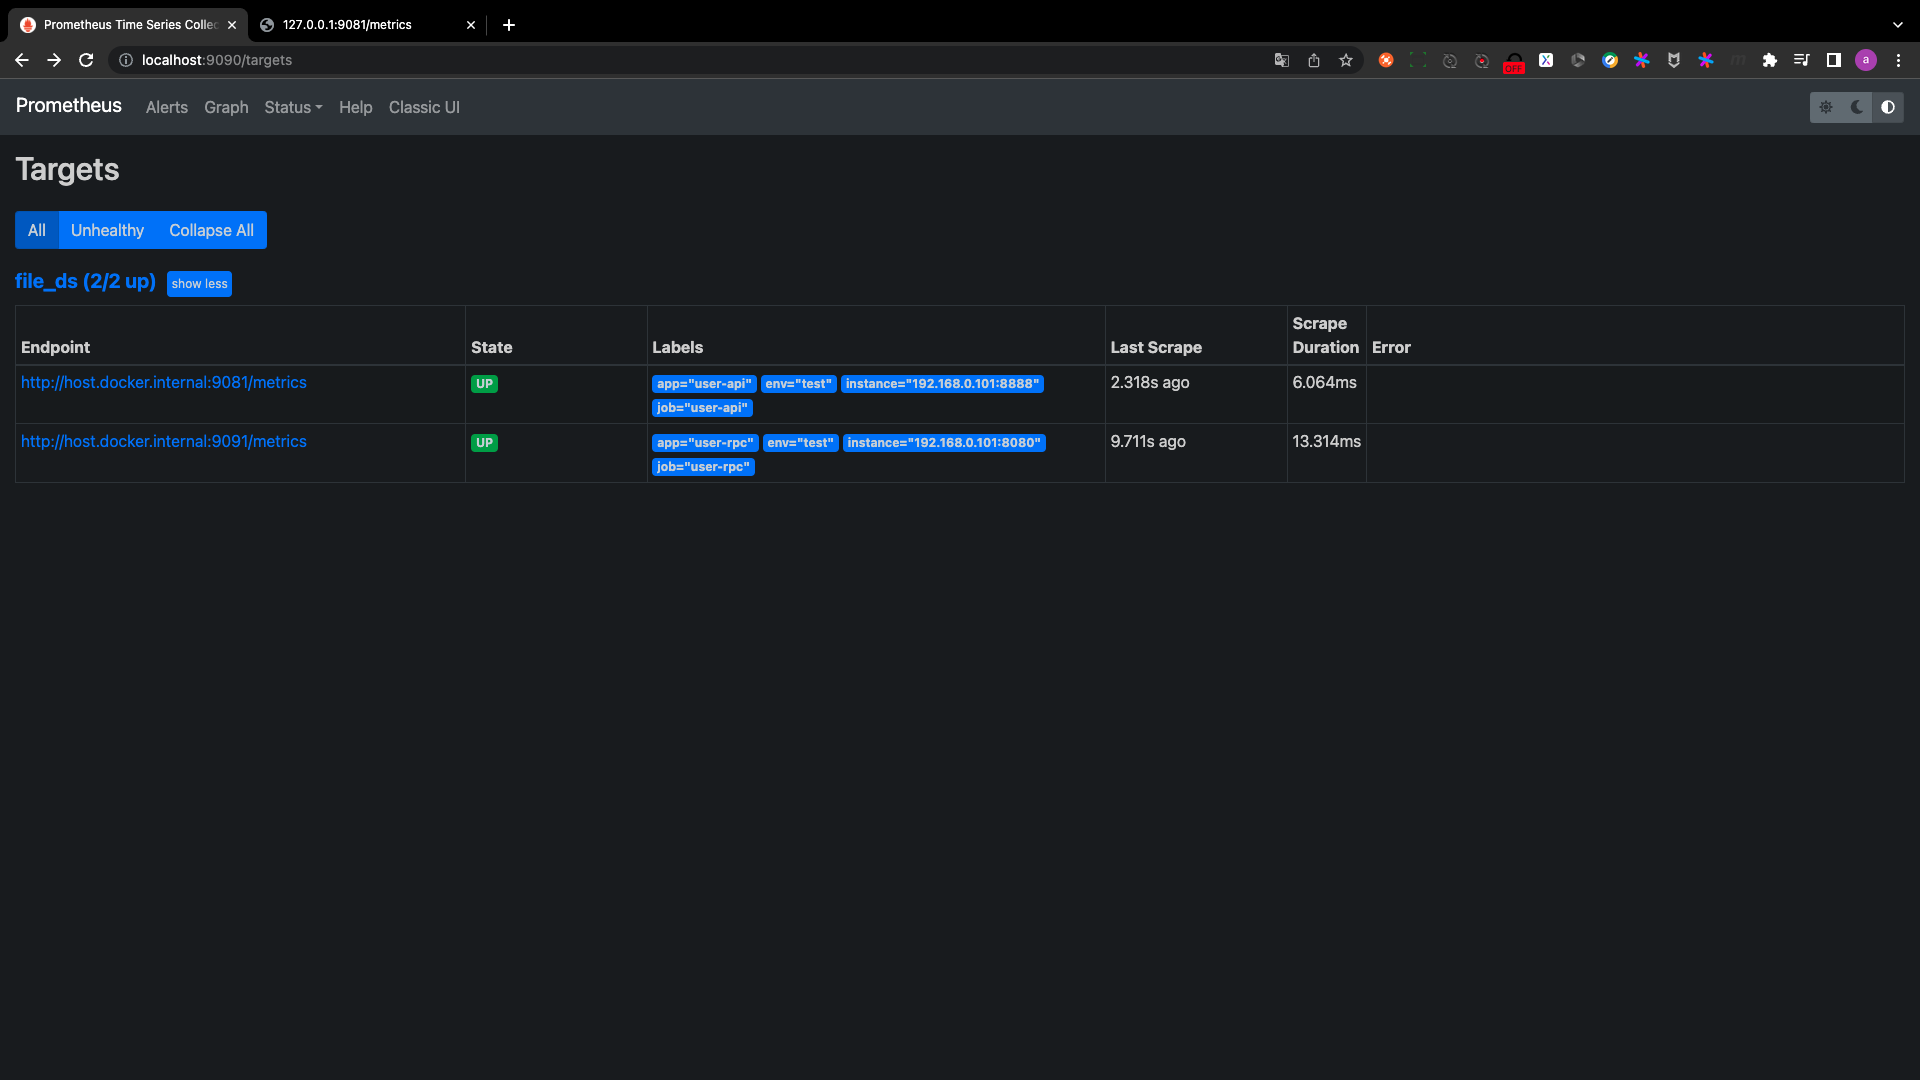 Prometheus Time Series Collec
127.0.0.1:9081/metrics
localhost:9090/targets
OFF
a
Prometheus Alerts Graph Status Help Classic UI
Targets
All Unhealthy Collapse All
file_ds (2/2 up) show less
Endpoint State Labels Last Scrape Scrape Duration Error
http://host.docker.internal:9081/metrics UP app="user-api" env="test" instance="192.168.0.101:8888" 2.318s ago 6.064ms
job="user-api"
http://host.docker.internal:9091/metrics UP app="user-rpc" env="test" instance="192.168.0.101:8080" 9.711s ago 13.314ms
job="user-rpc"